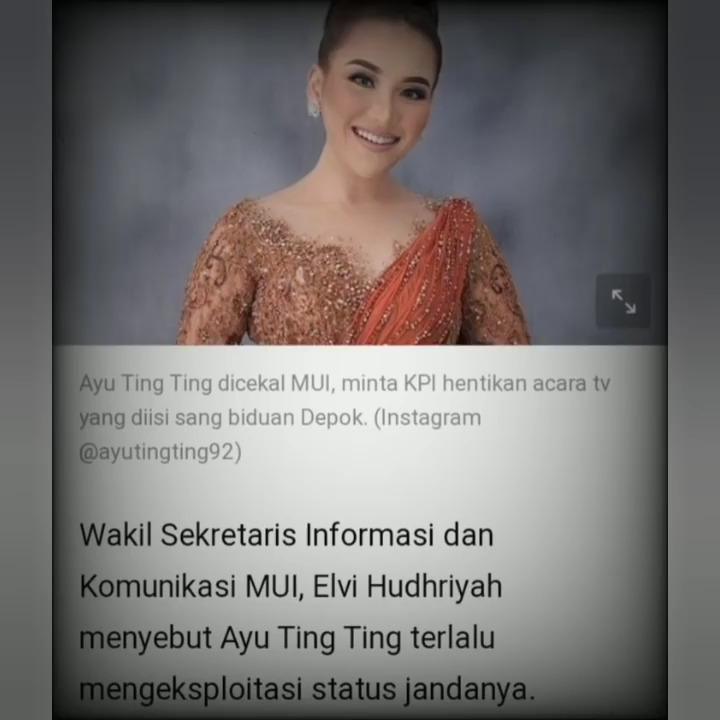 Ayu Ting Ting dicekal MUI, minta KPI hentikan acara tv
yang diisi sang biduan Depok. (Instagram
@ayutingting92)
Wakil Sekretaris Informasi dan
Komunikasi MUI, Elvi Hudhriyah
menyebut Ayu Ting Ting terlalu
mengeksploitasi status jandanya.